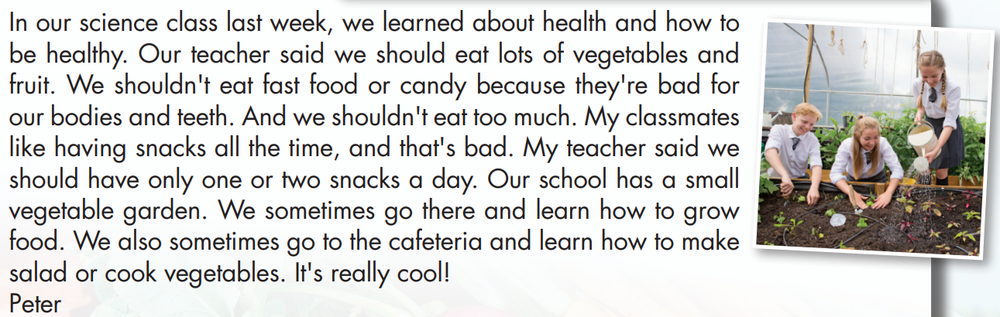 In our science class last week, we learned about health and how to
be healthy. Our teacher said we should eat lots of vegetables and
fruit. We shouldn't eat fast food or candy because they're bad for
our bodies and teeth. And we shouldn't eat too much. My classmates
like having snacks all the time, and that's bad. My teacher said we
should have only one or two snacks a day. Our school has a small
vegetable garden. We sometimes go there and learn how to grow
food. We also sometimes go to the cafeteria and learn how to make
salad or cook vegetables. It's really cool!
Peter